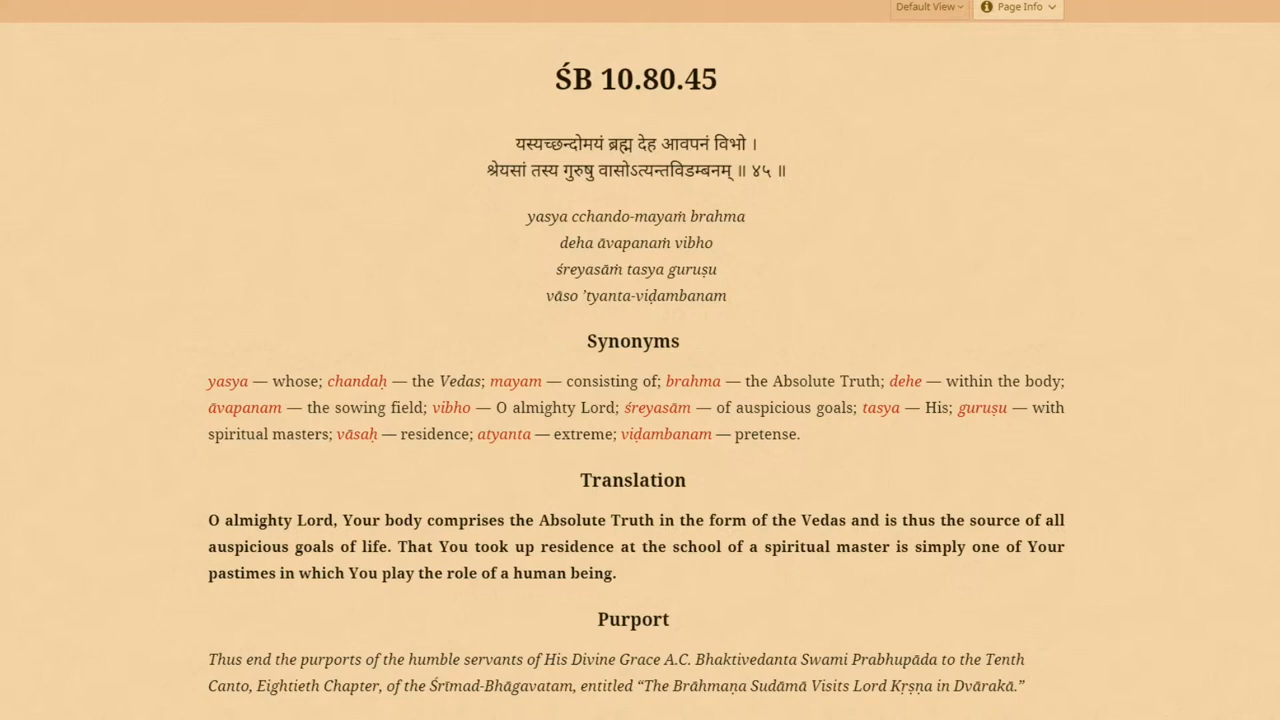 Default View
Page Info
ŚB 10.80.45
यस्यच्छन्दोमयं ब्रह्म देह आवपनं विभो ।
श्रेयसां तस्य गुरुषु वासोऽत्यन्तविडम्बनम् ॥ ४५ ॥
yasya cchando-mayaṁ brahma
deha āvapanaṁ vibho
śreyasāṁ tasya guruṣu
vāso ’tyanta-viḍambanam
Synonyms
yasya — whose; chandaḥ — the Vedas; mayam — consisting of; brahma — the Absolute Truth; dehe — within the body;
āvapanam — the sowing field; vibho — O almighty Lord; śreyasām — of auspicious goals; tasya — His; guruṣu — with
spiritual masters; vāsaḥ — residence; atyanta — extreme; viḍambanam — pretense.
Translation
O almighty Lord, Your body comprises the Absolute Truth in the form of the Vedas and is thus the source of all
auspicious goals of life. That You took up residence at the school of a spiritual master is simply one of Your
pastimes in which You play the role of a human being.
Purport
Thus end the purports of the humble servants of His Divine Grace A.C. Bhaktivedanta Swami Prabhupāda to the Tenth
Canto, Eightieth Chapter, of the Śrīmad-Bhāgavatam, entitled “The Brāhmaṇa Sudāmā Visits Lord Kṛṣṇa in Dvārakā.”